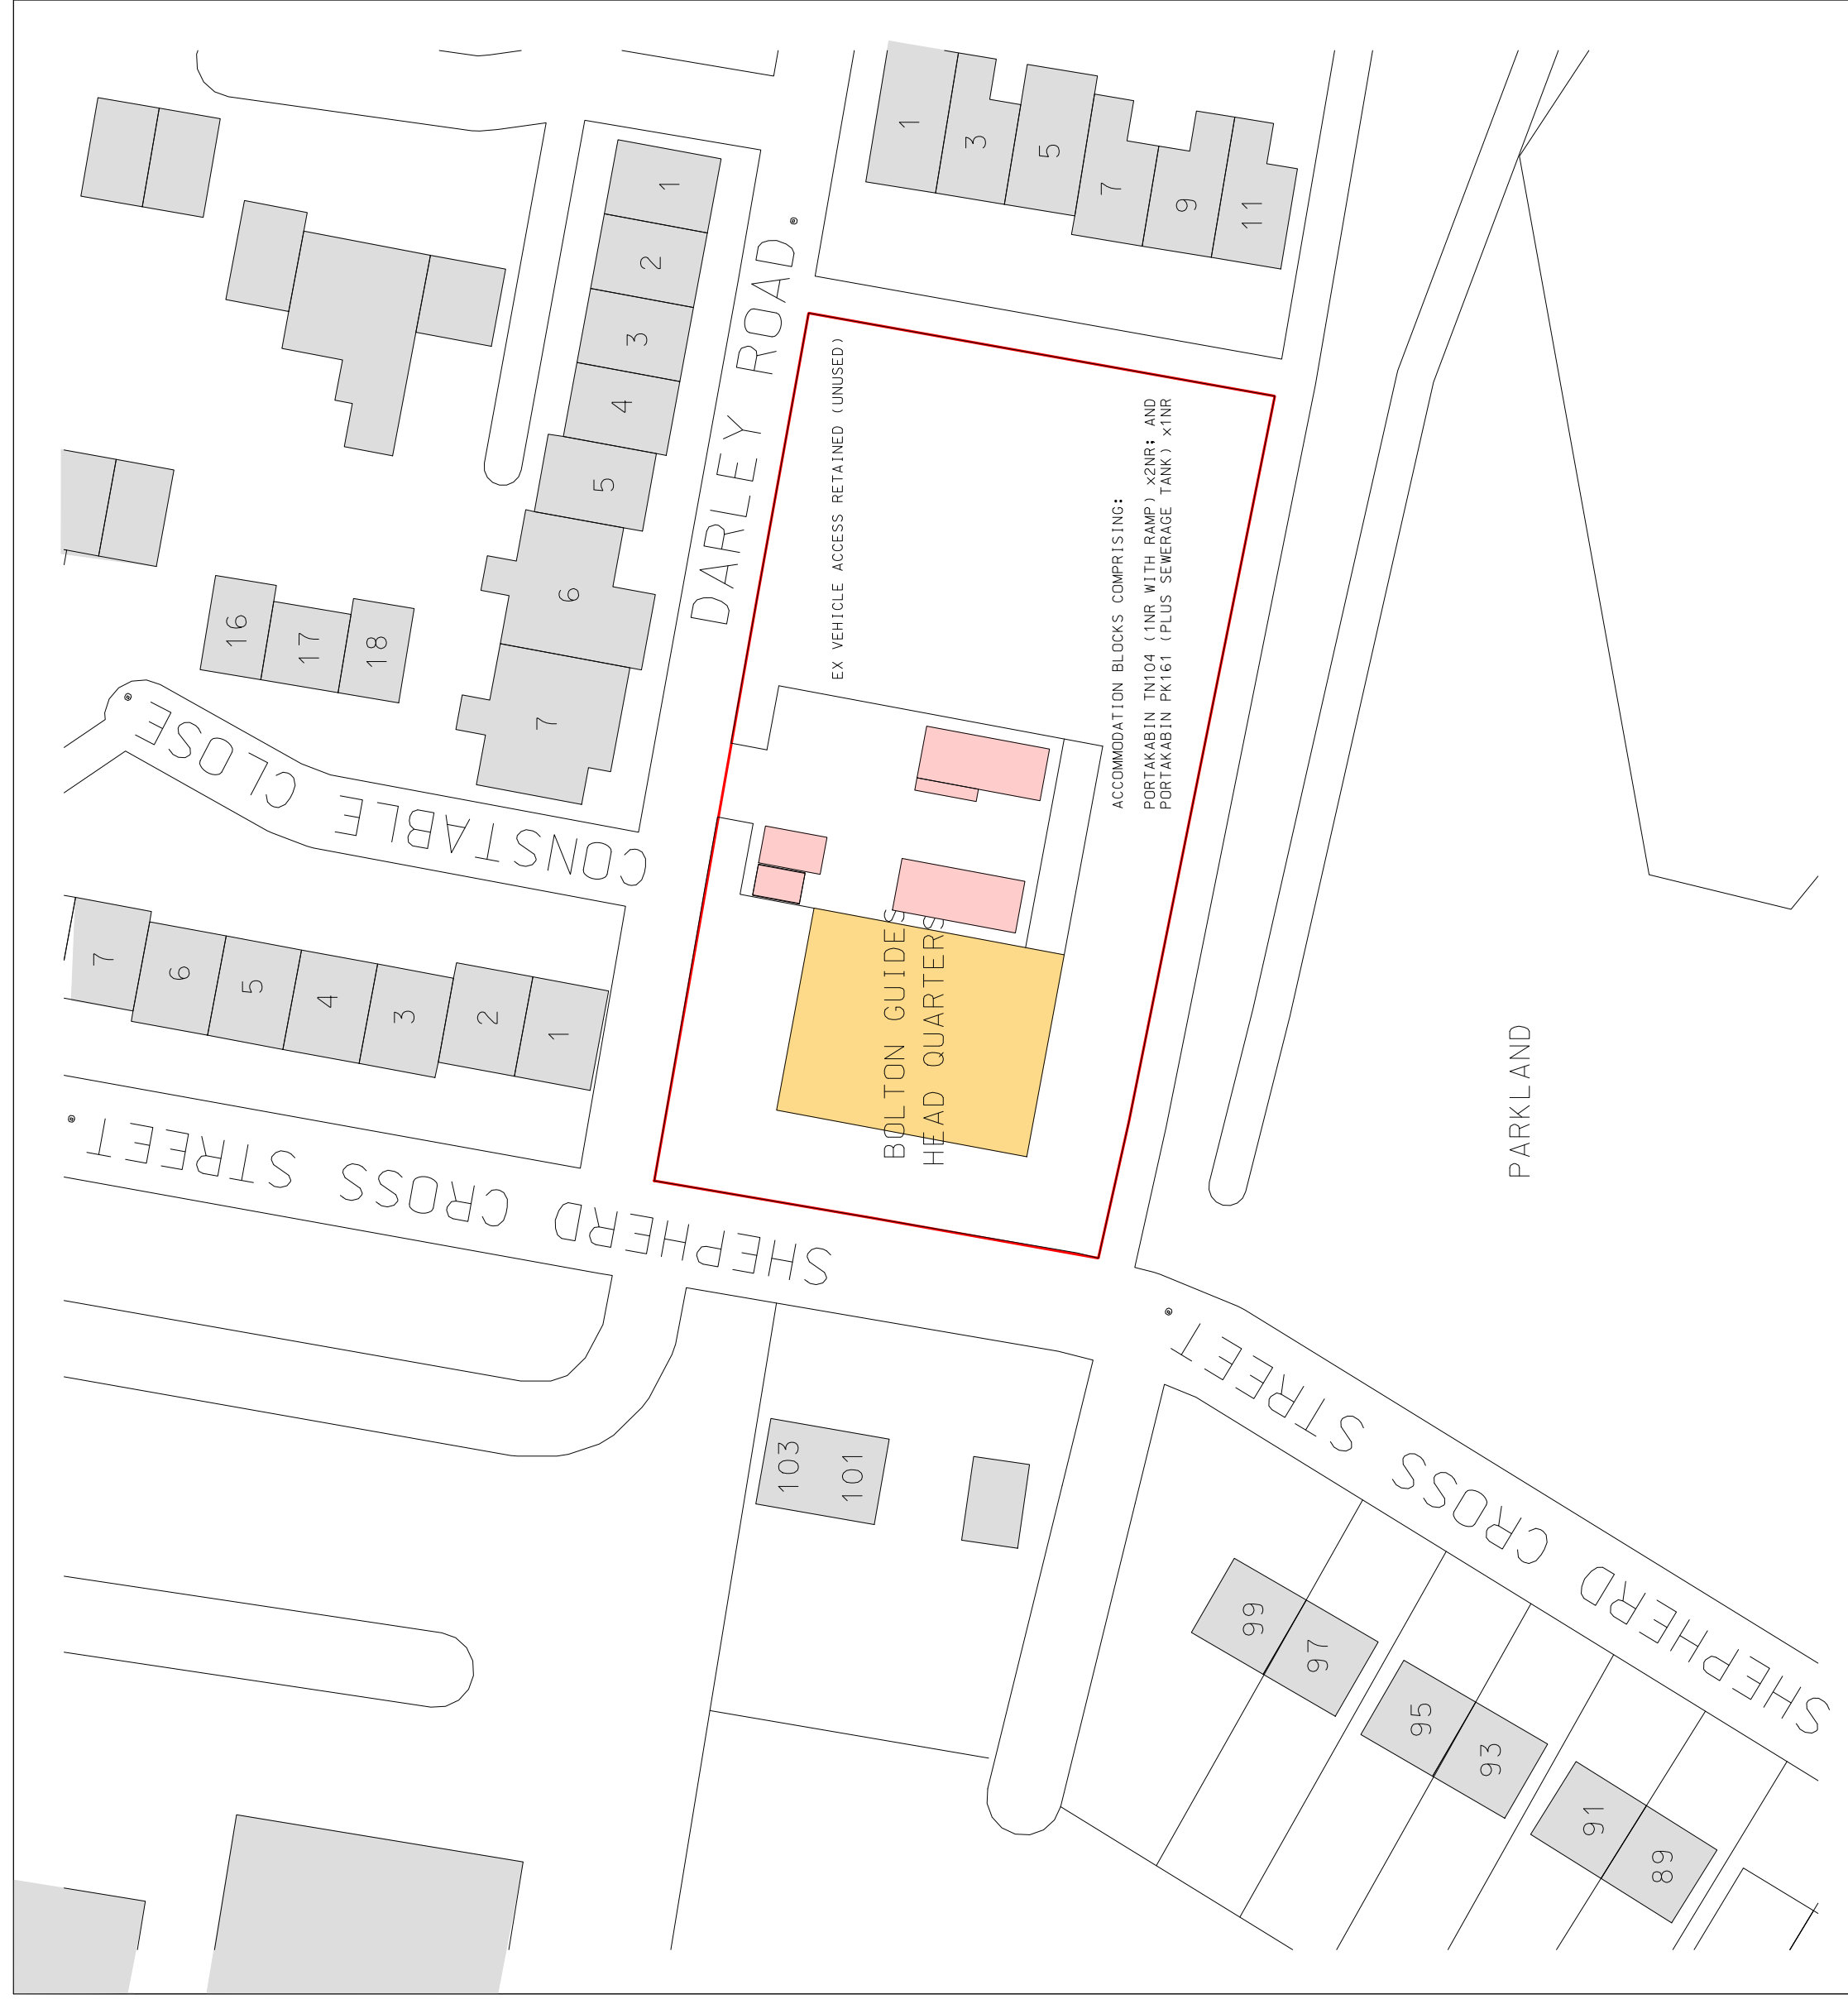 1
3
5
7
9
11
1
2
3
4
5
6
7
DARLEY ROAD.
EX VEHICLE ACCESS RETAINED (UNUSED)
ACCOMMODATION BLOCKS COMPRISING:
PORTAKABIN TN104 (1NR WITH RAMP) x2NR; AND
PORTAKABIN PK161 (PLUS SEWERAGE TANK) x1NR
16
17
18
CONSTABLE CLOSE.
7
6
5
4
3
2
1
BOLTON GUIDES
HEAD QUARTERS
PARKLAND
SHEPHERD CROSS STREET.
SHEPHERD CROSS STREET.
103
101
99
97
95
93
91
89